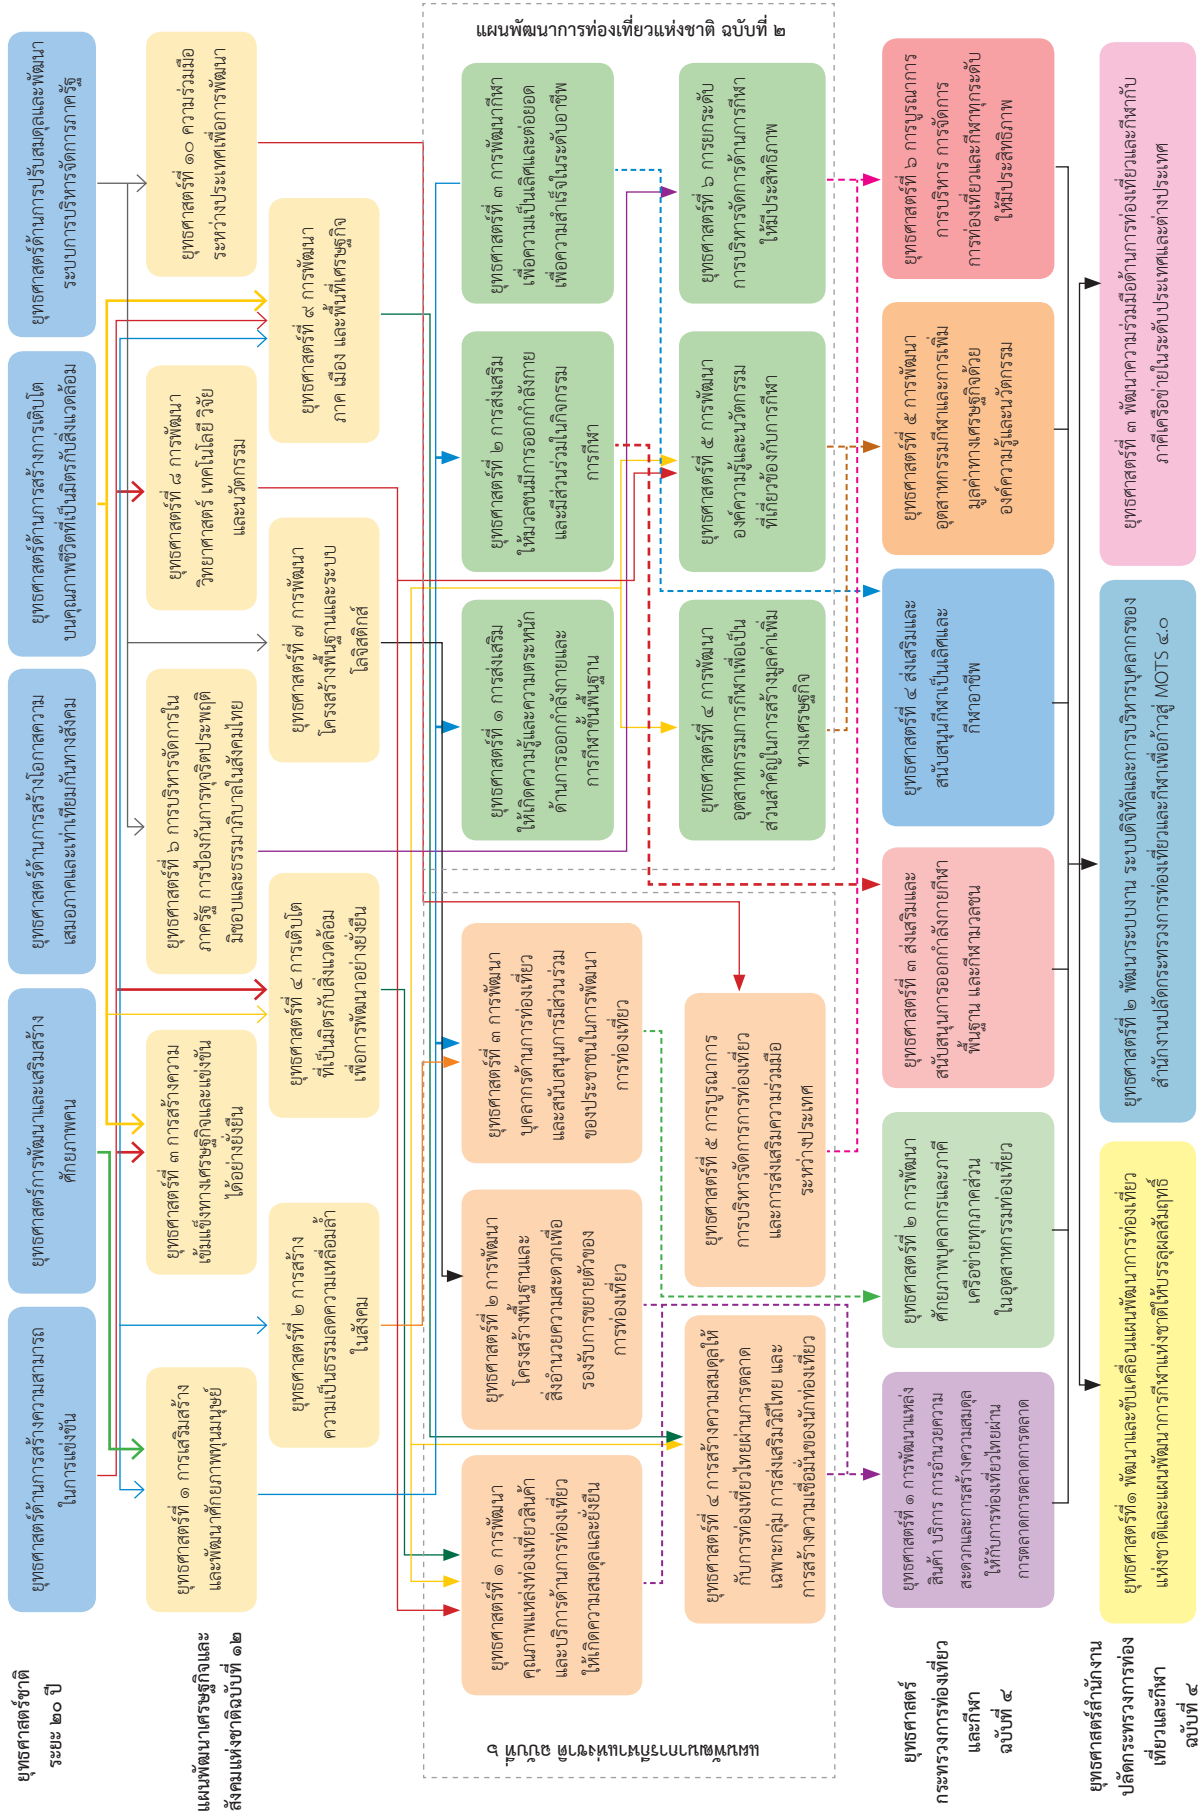 ยุทธศาสตร์ชาติ
ระยะ ๒๐ ปี
ยุทธศาสตร์ด้านการสร้างความสามารถ
ในการแข่งขัน
ยุทธศาสตร์การพัฒนาและเสริมสร้าง
ศักยภาพคน
ยุทธศาสตร์ด้านการสร้างโอกาสความ
เสมอภาคและเท่าเทียมกันทางสังคม
ยุทธศาสตร์ด้านการสร้างการเติบโต
บนคุณภาพชีวิตที่เป็นมิตรกับสิ่งแวดล้อม
ยุทธศาสตร์ด้านการปรับสมดุลและพัฒนา
ระบบการบริหารจัดการภาครัฐ
แผนพัฒนาเศรษฐกิจและ
สังคมแห่งชาติฉบับที่ ๑๒
ยุทธศาสตร์ที่ ๑ การเสริมสร้าง
และพัฒนาศักยภาพทุนมนุษย์
ยุทธศาสตร์ที่ ๒ การสร้าง
ความเป็นธรรมลดความเหลื่อมล้ำ
ในสังคม
ยุทธศาสตร์ที่ ๓ การสร้างความ
เข้มแข็งทางเศรษฐกิจและแข่งขัน
ได้อย่างยั่งยืน
ยุทธศาสตร์ที่ ๔ การเติบโต
ที่เป็นมิตรกับสิ่งแวดล้อม
เพื่อการพัฒนาอย่างยั่งยืน
ยุทธศาสตร์ที่ ๖ การบริหารจัดการใน
ภาครัฐ การป้องกันการทุจริตประพฤติ
มิชอบและธรรมาภิบาลในสังคมไทย
ยุทธศาสตร์ที่ ๗ การพัฒนา
โครงสร้างพื้นฐานและระบบ
โลจิสติกส์
ยุทธศาสตร์ที่ ๘ การพัฒนา
วิทยาศาสตร์ เทคโนโลยี วิจัย
และนวัตกรรม
ยุทธศาสตร์ที่ ๙ การพัฒนา
ภาค เมือง และพื้นที่เศรษฐกิจ
ยุทธศาสตร์ที่ ๑๐ ความร่วมมือ
ระหว่างประเทศเพื่อการพัฒนา
แผนพัฒนาการกีฬาแห่งชาติ ฉบับที่ ๖
ยุทธศาสตร์ที่ ๑ การพัฒนา
คุณภาพแหล่งท่องเที่ยวสินค้า
และบริการด้านการท่องเที่ยว
ให้เกิดความสมดุลและยั่งยืน
ยุทธศาสตร์ที่ ๒ การพัฒนา
โครงสร้างพื้นฐานและ
สิ่งอำนวยความสะดวกเพื่อ
รองรับการขยายตัวของ
การท่องเที่ยว
ยุทธศาสตร์ที่ ๓ การพัฒนา
บุคลากรด้านการท่องเที่ยว
และสนับสนุนการมีส่วนร่วม
ของประชาชนในการพัฒนา
การท่องเที่ยว
ยุทธศาสตร์ที่ ๔ การสร้างความสมดุลให้
กับการท่องเที่ยวไทยผ่านการตลาด
เฉพาะกลุ่ม การส่งเสริมวิถีไทย และ
การสร้างความเชื่อมั่นของนักท่องเที่ยว
ยุทธศาสตร์ที่ ๕ การบูรณาการ
การบริหารจัดการการท่องเที่ยว
และการส่งเสริมความร่วมมือ
ระหว่างประเทศ
แผนพัฒนาการท่องเที่ยวแห่งชาติ ฉบับที่ ๒
ยุทธศาสตร์ที่ ๑ การส่งเสริม
ให้เกิดความรู้และความตระหนัก
ด้านการออกกำลังกายและ
การกีฬาขั้นพื้นฐาน
ยุทธศาสตร์ที่ ๒ การส่งเสริม
ให้มวลชนมีการออกกำลังกาย
และมีส่วนร่วมในกิจกรรม
การกีฬา
ยุทธศาสตร์ที่ ๓ การพัฒนากีฬา
เพื่อความเป็นเลิศและต่อยอด
เพื่อความสำเร็จในระดับอาชีพ
ยุทธศาสตร์ที่ ๔ การพัฒนา
อุตสาหกรรมการกีฬาเพื่อเป็น
ส่วนสำคัญในการสร้างมูลค่าเพิ่ม
ทางเศรษฐกิจ
ยุทธศาสตร์ที่ ๕ การพัฒนา
องค์ความรู้และนวัตกรรม
ที่เกี่ยวข้องกับการกีฬา
ยุทธศาสตร์ที่ ๖ การยกระดับ
การบริหารจัดการด้านการกีฬา
ให้มีประสิทธิภาพ
ยุทธศาสตร์
กระทรวงการท่องเที่ยว
และกีฬา
ฉบับที่ ๔
ยุทธศาสตร์ที่ ๑ การพัฒนาแหล่ง
สินค้า บริการ การอำนวยความ
สะดวกและการสร้างความสมดุล
ให้กับการท่องเที่ยวไทยผ่าน
การตลาดการตลาดการตลาด
ยุทธศาสตร์ที่ ๒ การพัฒนา
ศักยภาพบุคลากรและภาคี
เครือข่ายทุกภาคส่วน
ในอุตสาหกรรมท่องเที่ยว
ยุทธศาสตร์ที่ ๓ ส่งเสริมและ
สนับสนุนการออกกำลังกายกีฬา
พื้นฐาน และกีฬามวลชน
ยุทธศาสตร์ที่ ๔ ส่งเสริมและ
สนับสนุนกีฬาเป็นเลิศและ
กีฬาอาชีพ
ยุทธศาสตร์ที่ ๕ การพัฒนา
อุตสาหกรรมกีฬาและการเพิ่ม
มูลค่าทางเศรษฐกิจด้วย
องค์ความรู้และนวัตกรรม
ยุทธศาสตร์ที่ ๖ การบูรณาการ
การบริหาร การจัดการ
การท่องเที่ยวและกีฬาทุกระดับ
ให้มีประสิทธิภาพ
ยุทธศาสตร์สำนักงาน
ปลัดกระทรวงการท่อง
เที่ยวและกีฬา
ฉบับที่ ๔
ยุทธศาสตร์ที่๑ พัฒนาและขับเคลื่อนแผนพัฒนาการท่องเที่ยว
แห่งชาติและแผนพัฒนาการกีฬาแห่งชาติให้บรรลุผลสัมฤทธิ์
ยุทธศาสตร์ที่ ๒ พัฒนาระบบงาน ระบบดิจิทัลและการบริหารบุคลากรของ
สำนักงานปลัดกระทรวงการท่องเที่ยวและกีฬาเพื่อก้าวสู่ MOTS ๔.๐
ยุทธศาสตร์ที่ ๓ พัฒนาความร่วมมือด้านการท่องเที่ยวและกีฬากับ
ภาคีเครือข่ายในระดับประเทศและต่างประเทศ